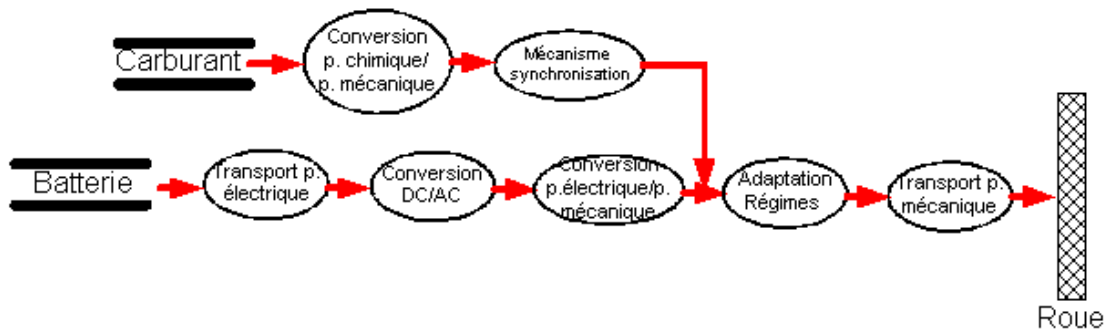 Carburant
Conversion
p. chimique/
p. mécanique
Mécanisme
synchronisation
Batterie
Transport p.
électrique
Conversion
DC/AC
Conversion
p.électrique/p.
mécanique
Adaptation
Régimes
Transport p.
mécanique
Roue